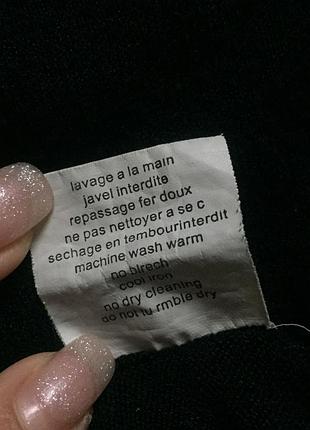 lavage a la main
javel interdite
repassage fer doux
ne pas nettoyer a se c
sechage en tembourinterdit
machine wash warm
no blrech
cool iron
no dry cleaning
do not tu rmble dry